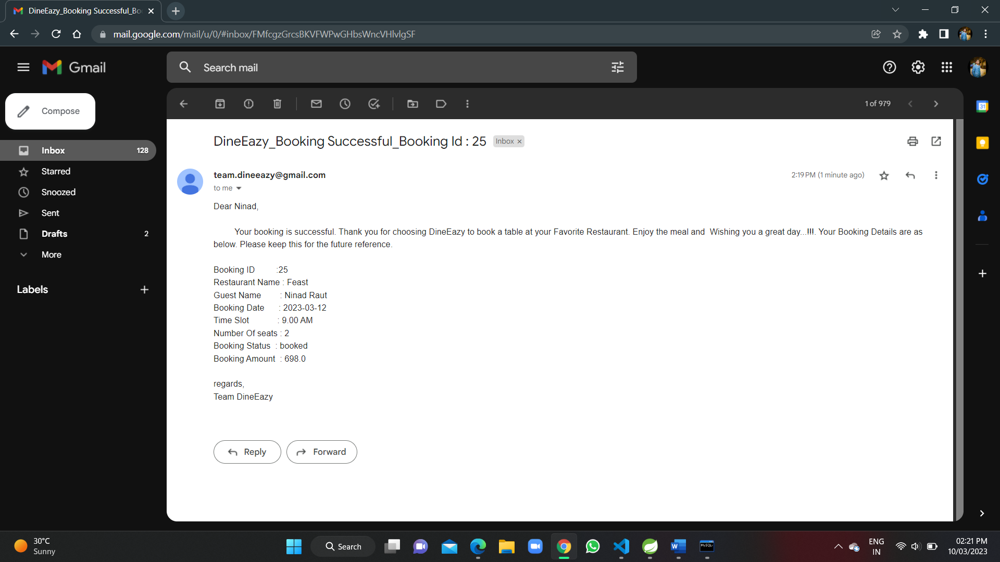 DineEazy_Booking Successful_Bo
mail.google.com/mail/u/0/#inbox/FMfcgzGrcsBKVFWPwGHbsWncVHlvlgSF
Gmail
Search mail
Compose
1 of 979
31
DineEazy_Booking Successful_Booking Id : 25
Inbox ×
Inbox 128
Starred
Snoozed
Sent
Drafts 2
More
Labels
team.dineeazy@gmail.com
2:19 PM (1 minute ago)
to me
Dear Ninad,
Your booking is successful. Thank you for choosing DineEazy to book a table at your Favorite Restaurant. Enjoy the meal and  Wishing you a great day...!!!. Your Booking Details are as
below. Please keep this for the future reference.
Booking ID :25
Restaurant Name : Feast
Guest Name : Ninad Raut
Booking Date : 2023-03-12
Time Slot : 9.00 AM
Number Of seats : 2
Booking Status : booked
Booking Amount : 698.0
regards,
Team DineEazy
Reply
Forward
30°C
Sunny
Search
W
MySQL
ENG
IN
02:21 PM
10/03/2023